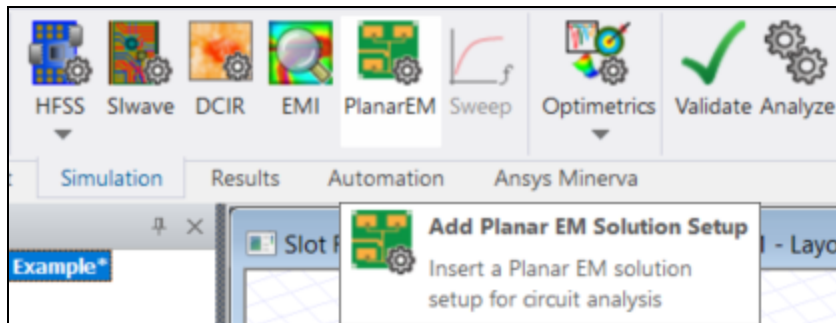 HFSS SIwave DCIR EMI PlanarEM Sweep Optimetrics Validate Analyze
Simulation Results Automation Ansys Minerva
Slot
Example*
Add Planar EM Solution Setup
Insert a Planar EM solution
setup for circuit analysis